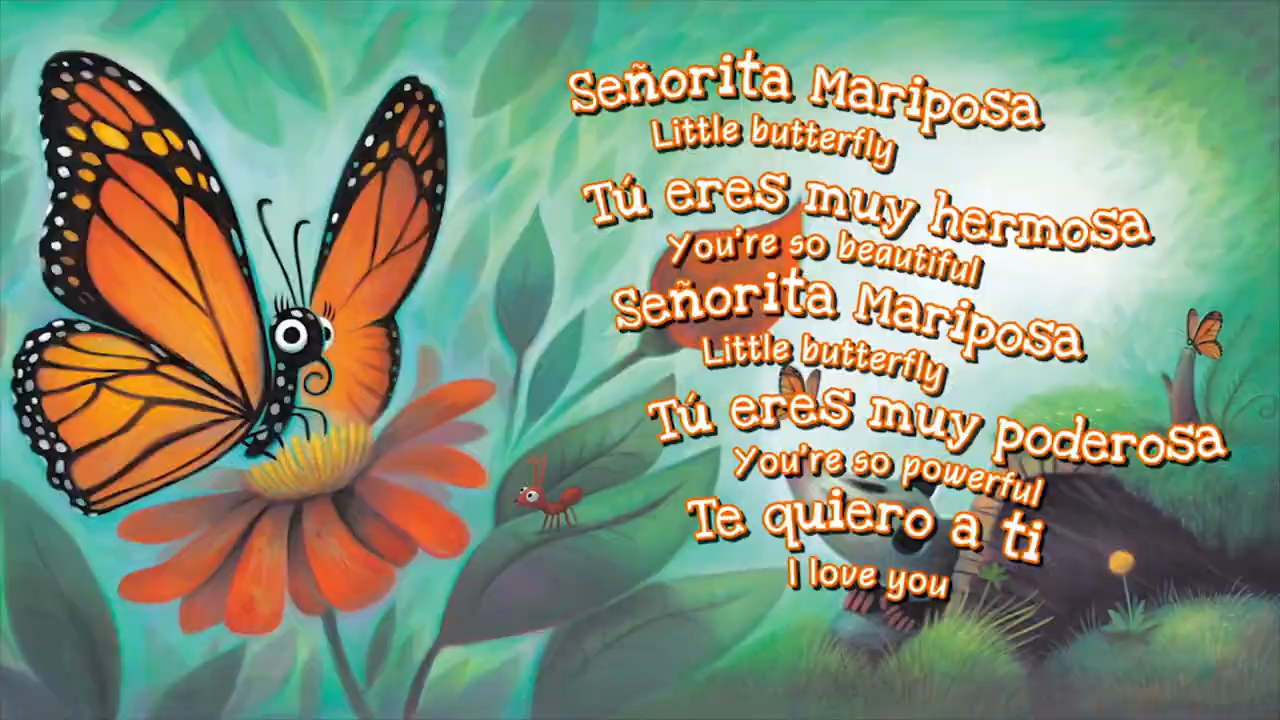 Señorita Mariposa
Little butterfly
Tú eres muy hermosa
You're so beautiful
Señorita Mariposa
Little butterfly
Tú eres muy poderosa
You're so powerful
Te quiero a ti
I love you